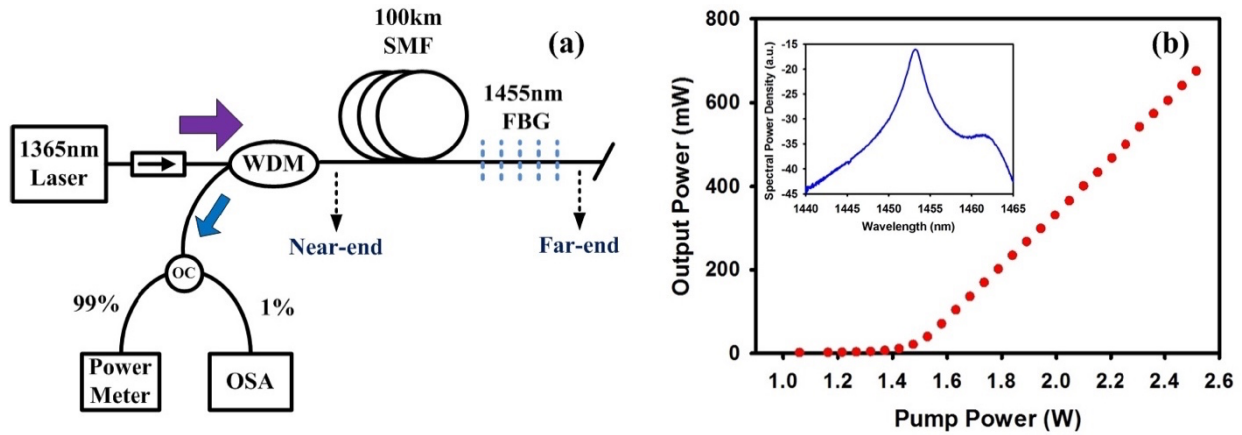 (a)
100km
SMF
1455nm
FBG
1365nm
Laser
WDM
Near-end
Far-end
OC
99%
1%
Power
Meter
OSA
(b)
Output Power (mW)
800
600
400
200
0
1.0 1.2 1.4 1.6 1.8 2.0 2.2 2.4 2.6
Pump Power (W)
Spectral Power Density (a.u.)
-15
-20
-25
-30
-35
-40
-45
1440 1445 1450 1455 1460 1465
Wavelength (nm)